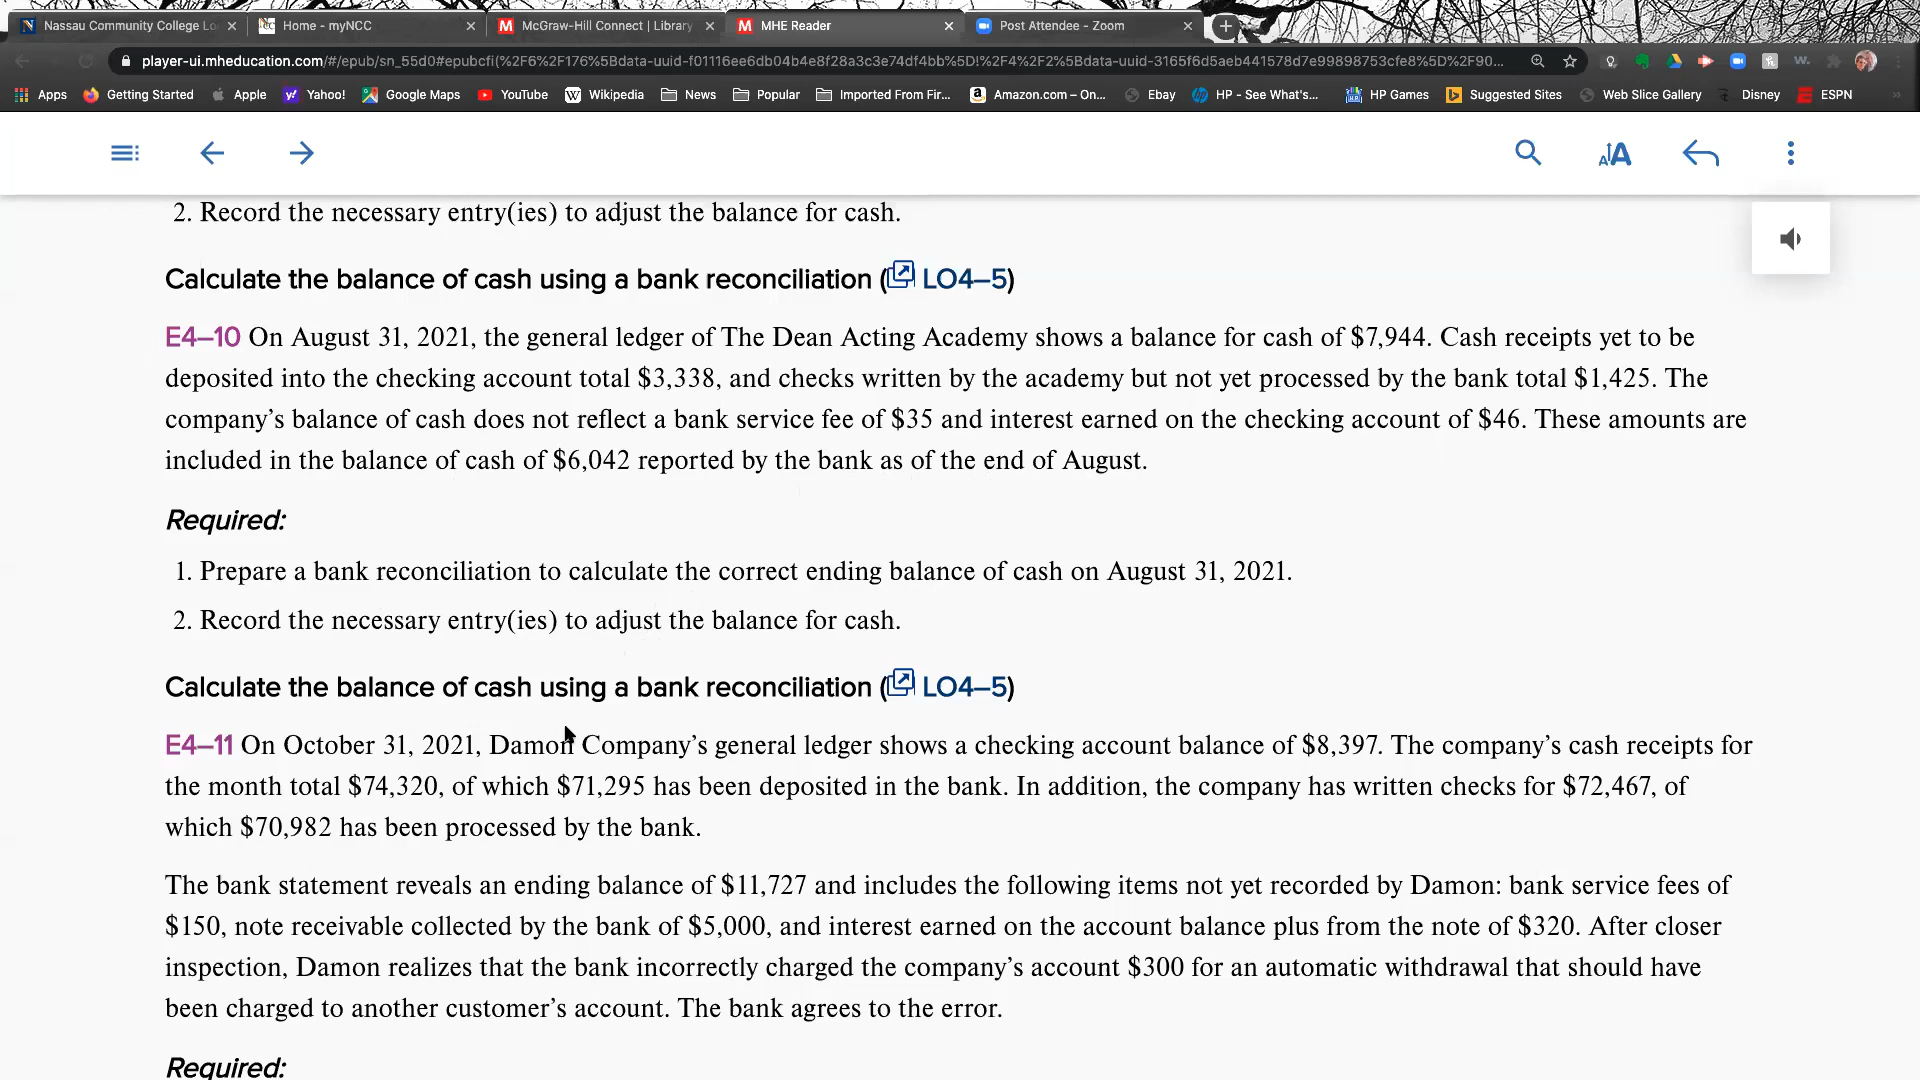 Nassau Community College Lo
Home - myNCC
McGraw-Hill Connect | Library
MHE Reader
Post Attendee - Zoom
player-ui.mheducation.com/#/epub/sn_55d0#epubcfi(%2F6%2F176%5Bdata-uuid-f01116ee6db04b4e8f28a3c3e74df4bb%5D!%2F4%2F2%5Bdata-uuid-3165f6d5aeb441578d7e99898753cfe8%5D%2F90...
Apps Getting Started Apple Yahoo! Google Maps YouTube Wikipedia News Popular Imported From Fir... Amazon.com – On... Ebay HP - See What's... HP Games Suggested Sites Web Slice Gallery Disney ESPN »
2. Record the necessary entry(ies) to adjust the balance for cash.
Calculate the balance of cash using a bank reconciliation (LO4–5)
E4–10 On August 31, 2021, the general ledger of The Dean Acting Academy shows a balance for cash of $7,944. Cash receipts yet to be
deposited into the checking account total $3,338, and checks written by the academy but not yet processed by the bank total $1,425. The
company’s balance of cash does not reflect a bank service fee of $35 and interest earned on the checking account of $46. These amounts are
included in the balance of cash of $6,042 reported by the bank as of the end of August.
Required:
1. Prepare a bank reconciliation to calculate the correct ending balance of cash on August 31, 2021.
2. Record the necessary entry(ies) to adjust the balance for cash.
Calculate the balance of cash using a bank reconciliation (LO4–5)
E4–11 On October 31, 2021, Damon Company’s general ledger shows a checking account balance of $8,397. The company’s cash receipts for
the month total $74,320, of which $71,295 has been deposited in the bank. In addition, the company has written checks for $72,467, of
which $70,982 has been processed by the bank.
The bank statement reveals an ending balance of $11,727 and includes the following items not yet recorded by Damon: bank service fees of
$150, note receivable collected by the bank of $5,000, and interest earned on the account balance plus from the note of $320. After closer
inspection, Damon realizes that the bank incorrectly charged the company’s account $300 for an automatic withdrawal that should have
been charged to another customer’s account. The bank agrees to the error.
Required: